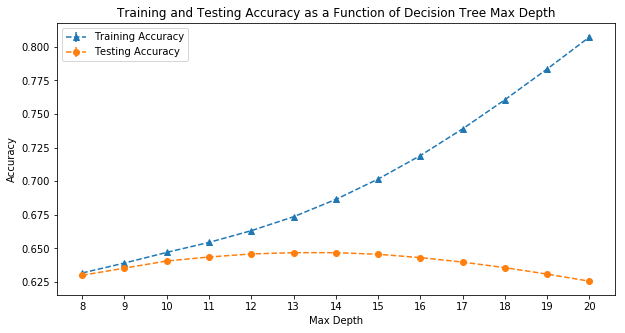 Training and Testing Accuracy as a Function of Decision Tree Max Depth
Training Accuracy
Testing Accuracy
Accuracy
0.800
0.775
0.750
0.725
0.700
0.675
0.650
0.625
8 9 10 11 12 13 14 15 16 17 18 19 20
Max Depth